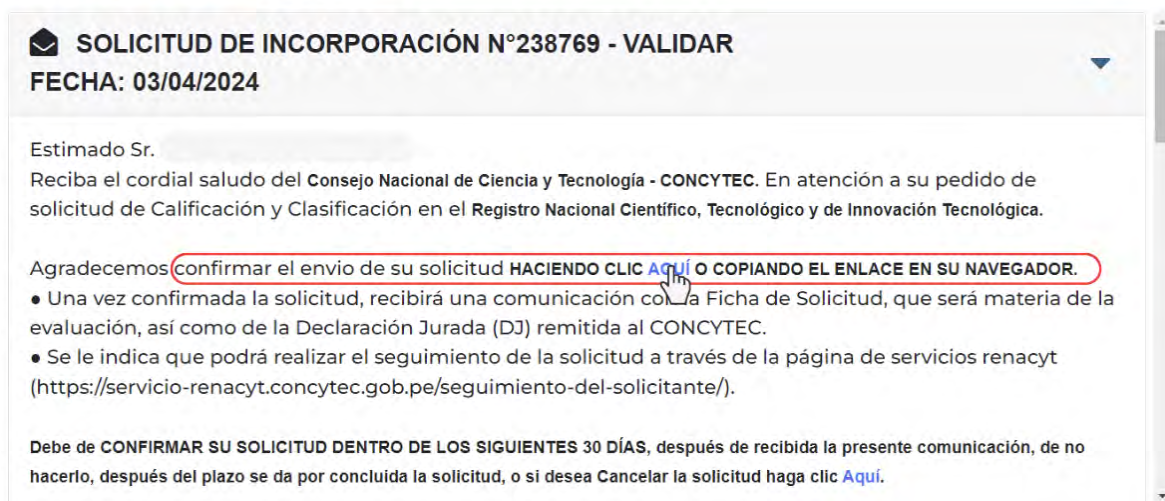 SOLICITUD DE INCORPORACIÓN N°238769 - VALIDAR
FECHA: 03/04/2024
Estimado Sr.
Reciba el cordial saludo del Consejo Nacional de Ciencia y Tecnología - CONCYTEC. En atención a su pedido de
solicitud de Calificación y Clasificación en el Registro Nacional Científico, Tecnológico y de Innovación Tecnológica.
Agradecemos confirmar el envio de su solicitud HACIENDO CLIC AQUÍ O COPIANDO EL ENLACE EN SU NAVEGADOR.
● Una vez confirmada la solicitud, recibirá una comunicación con la Ficha de Solicitud, que será materia de la
evaluación, así como de la Declaración Jurada (DJ) remitida al CONCYTEC.
● Se le indica que podrá realizar el seguimiento de la solicitud a través de la página de servicios renacyt
(https://servicio-renacyt.concytec.gob.pe/seguimiento-del-solicitante/).
Debe de CONFIRMAR SU SOLICITUD DENTRO DE LOS SIGUIENTES 30 DÍAS, después de recibida la presente comunicación, de no
hacerlo, después del plazo se da por concluida la solicitud, o si desea Cancelar la solicitud haga clic Aquí.